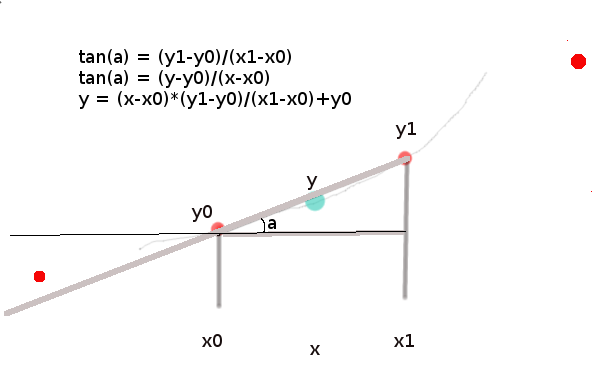 tan(a) = (y1-y0)/(x1-x0)
tan(a) = (y-y0)/(x-x0)
y = (x-x0)*(y1-y0)/(x1-x0)+y0
y1
y
y0
a
x0
x
x1